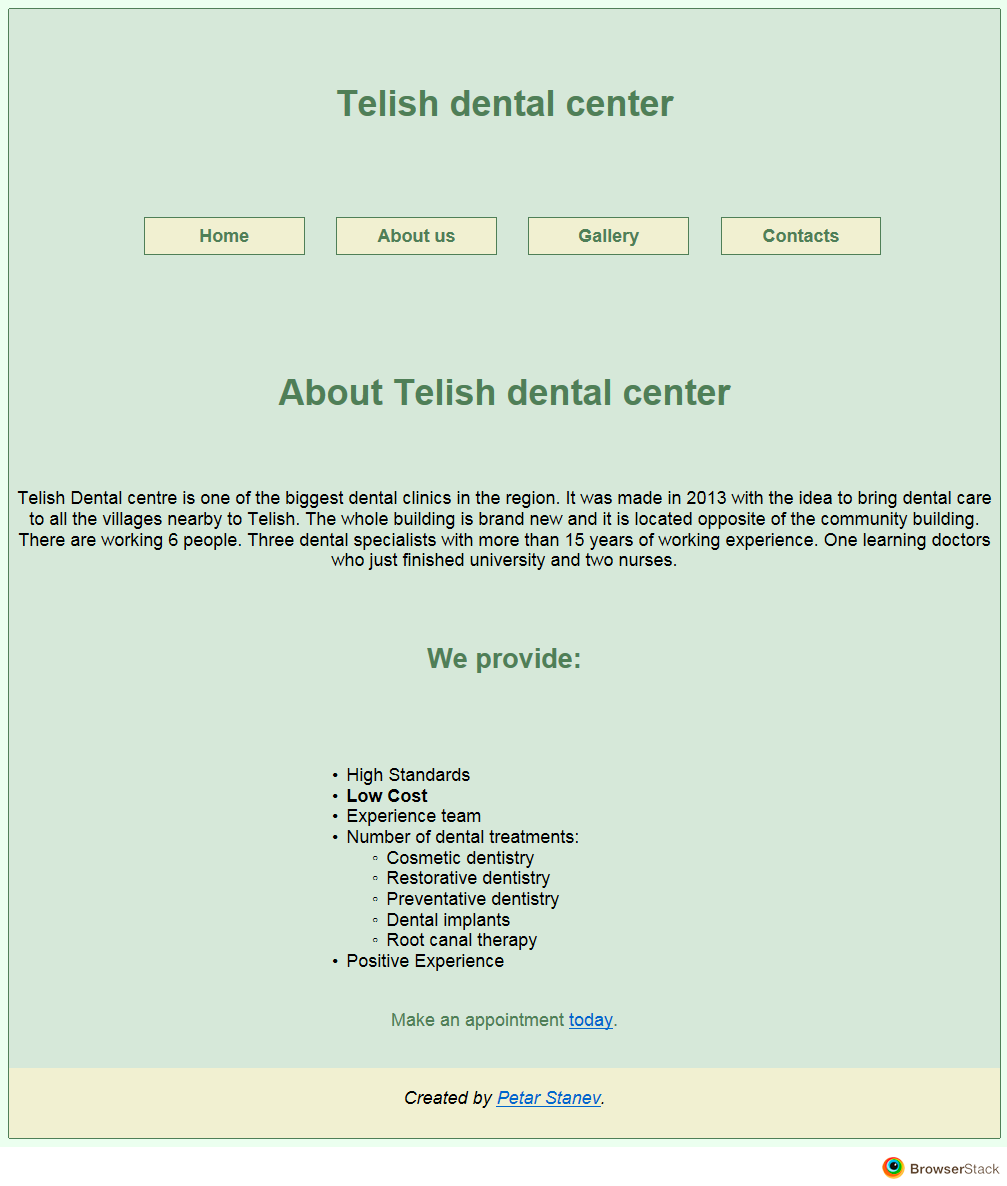 Telish dental center
Home About us Gallery Contacts
About Telish dental center
Telish Dental centre is one of the biggest dental clinics in the region. It was made in 2013 with the idea to bring dental care
to all the villages nearby to Telish. The whole building is brand new and it is located opposite of the community building.
There are working 6 people. Three dental specialists with more than 15 years of working experience. One learning doctors
who just finished university and two nurses.
We provide:
• High Standards
• Low Cost
• Experience team
• Number of dental treatments:
◦ Cosmetic dentistry
◦ Restorative dentistry
◦ Preventative dentistry
◦ Dental implants
◦ Root canal therapy
• Positive Experience
Make an appointment today.
Created by Petar Stanev.
BrowserStack